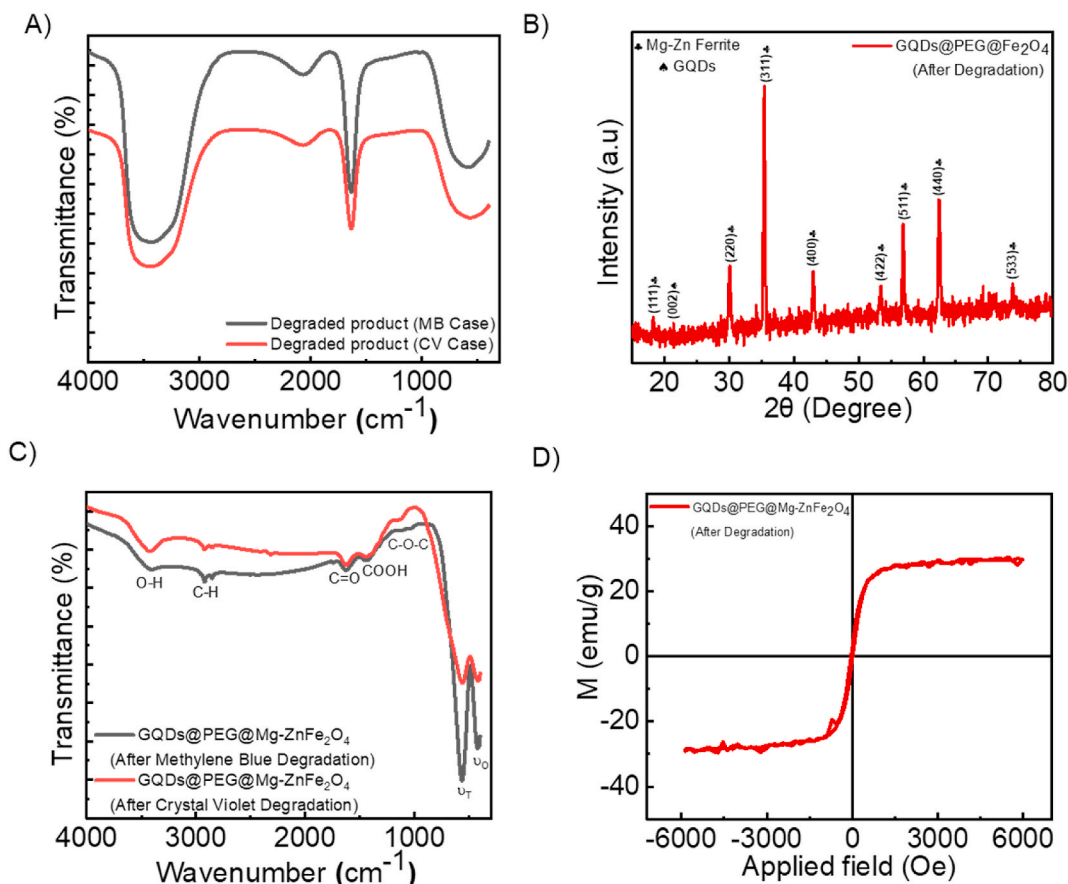 A)
Transmittance (%)
Degraded product (MB Case)
Degraded product (CV Case)
4000 3000 2000 1000
Wavenumber (cm⁻¹)
B)
Intensity (a.u)
♣ Mg-Zn Ferrite
♠ GQDs
GQDs@PEG@Fe₂O₄
(After Degradation)
(111)♣
(002)♠
(220)♣
(311)♣
(400)♣
(422)♣
(511)♣
(440)♣
(533)♣
20 30 40 50 60 70 80
2θ (Degree)
C)
Transmittance (%)
O-H
C-H
C=O
COOH
C-O-C
υT
υO
GQDs@PEG@Mg-ZnFe₂O₄
(After Methylene Blue Degradation)
GQDs@PEG@Mg-ZnFe₂O₄
(After Crystal Violet Degradation)
4000 3000 2000 1000
Wavenumber (cm⁻¹)
D)
M (emu/g)
GQDs@PEG@Mg-ZnFe₂O₄
(After Degradation)
40
20
0
-20
-40
-6000 -3000 0 3000 6000
Applied field (Oe)